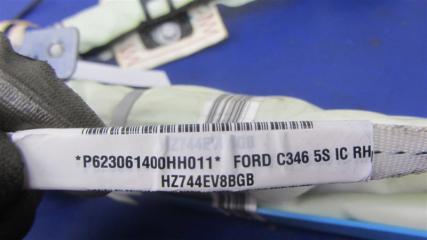 *P623061400HH011* FORD C346 5S IC RH
HZ744EV8BGB